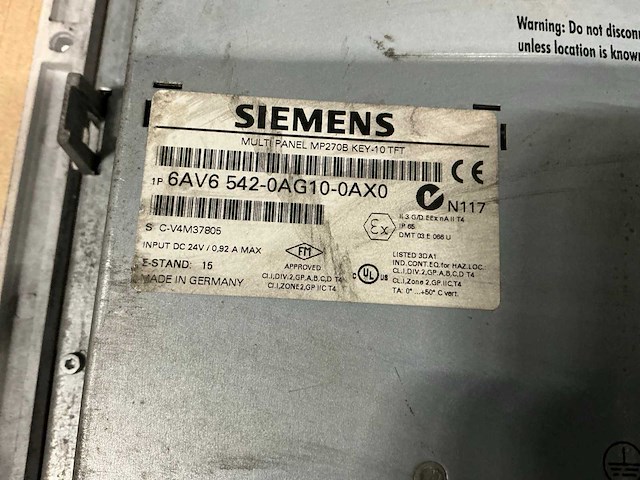 Warning: Do not disconn
unless location is known
SIEMENS
MULTI PANEL MP270B KEY-10 TFT
1P 6AV6 542-0AG10-0AX0
N117
S C-V4M37805
INPUT DC 24V / 0,92 A MAX
E-STAND: 15
MADE IN GERMANY
FM
APPROVED
CL.I,DIV.2,GP.A,B,C,D T4
CL.I,ZONE2,GP.IIC,T4
Ex
II 3 G/D EEx nA II T4
IP 65
DMT 03 E 066 U
c UL us
LISTED 3DA1
IND.CONT.EQ.for HAZ.LOC.
CL.I,DIV.2,GP.A,B,C,D T4
CL.I,Zone 2,GP.IIC,T4
TA: 0°...+50° C vert.